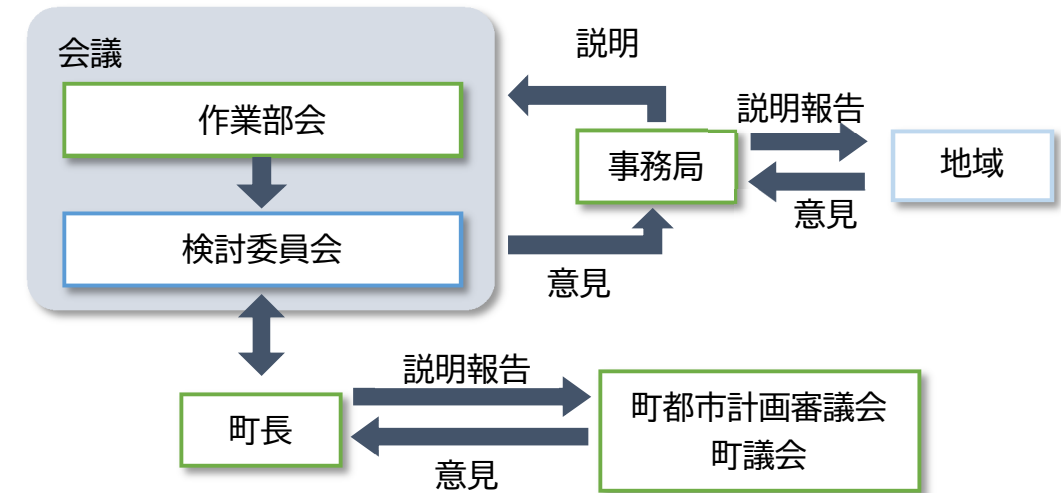 会議
説明
作業部会
説明報告
事務局
地域
意見
検討委員会
意見
説明報告
町長
町都市計画審議会
町議会
意見